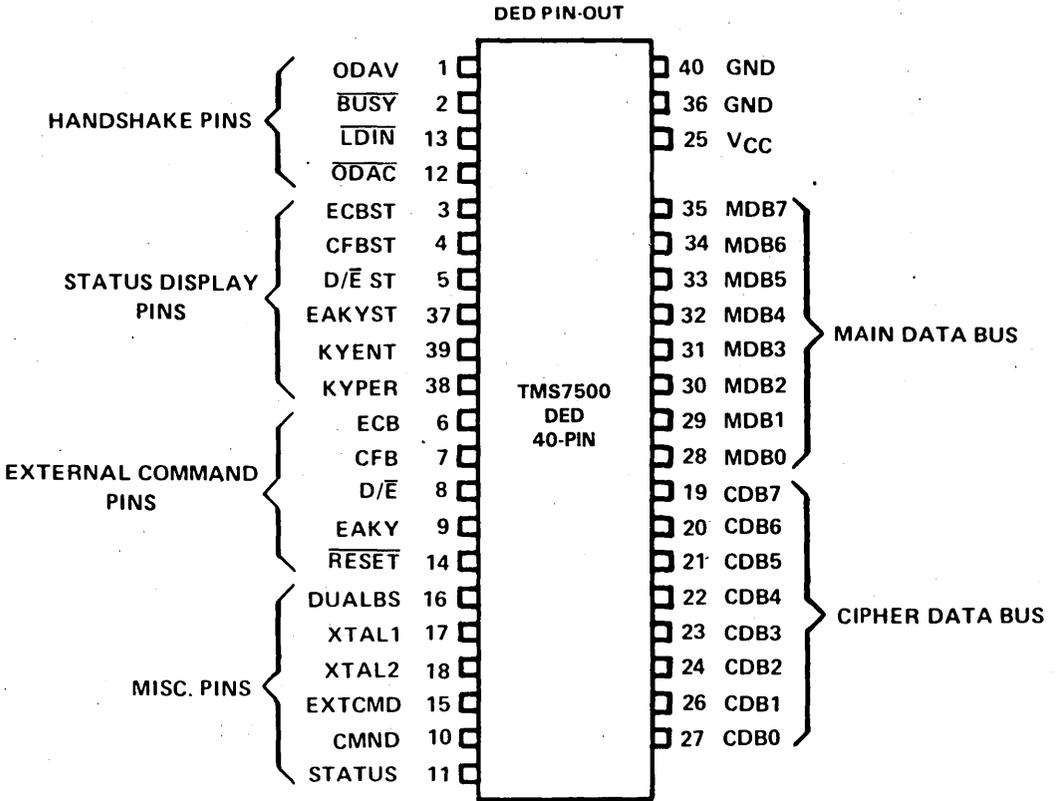 DED PIN-OUT
HANDSHAKE PINS
ODAV 1
BUSY 2
LDIN 13
ODAC 12
STATUS DISPLAY
PINS
ECBST 3
CFBST 4
D/E̅ ST 5
EAKYST 37
KYENT 39
KYPER 38
EXTERNAL COMMAND
PINS
ECB 6
CFB 7
D/E̅ 8
EAKY 9
RESET 14
MISC. PINS
DUALBS 16
XTAL1 17
XTAL2 18
EXTCMD 15
CMND 10
STATUS 11
TMS7500
DED
40-PIN
40 GND
36 GND
25 VCC
35 MDB7
34 MDB6
33 MDB5
32 MDB4
31 MDB3
30 MDB2
29 MDB1
28 MDB0
MAIN DATA BUS
19 CDB7
20 CDB6
21 CDB5
22 CDB4
23 CDB3
24 CDB2
26 CDB1
27 CDB0
CIPHER DATA BUS